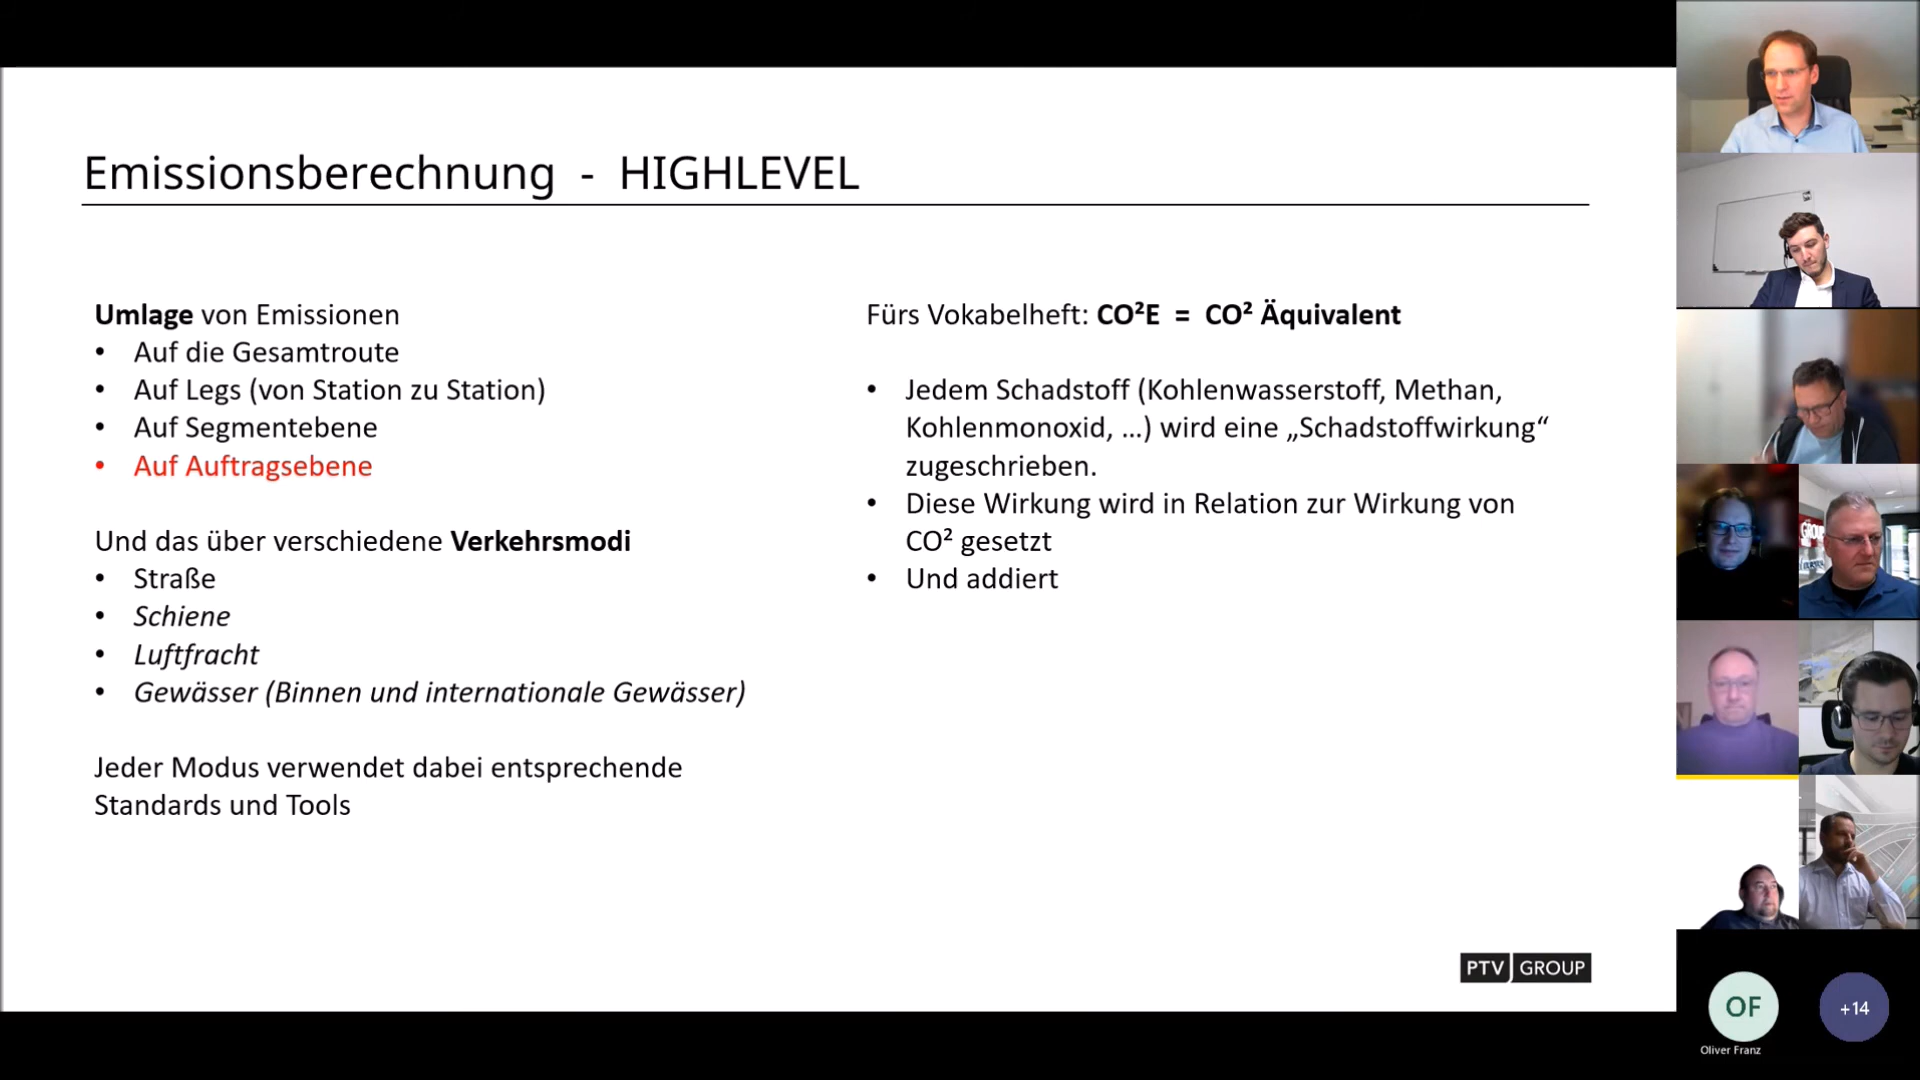 Emissionsberechnung - HIGHLEVEL
Umlage von Emissionen
• Auf die Gesamtroute
• Auf Legs (von Station zu Station)
• Auf Segmentebene
• Auf Auftragsebene
Und das über verschiedene Verkehrsmodi
• Straße
• Schiene
• Luftfracht
• Gewässer (Binnen und internationale Gewässer)
Jeder Modus verwendet dabei entsprechende
Standards und Tools
Fürs Vokabelheft: CO²E = CO² Äquivalent
• Jedem Schadstoff (Kohlenwasserstoff, Methan,
Kohlenmonoxid, …) wird eine „Schadstoffwirkung“
zugeschrieben.
• Diese Wirkung wird in Relation zur Wirkung von
CO² gesetzt
• Und addiert
PTV GROUP
GROUP
OF
+14
Oliver Franz